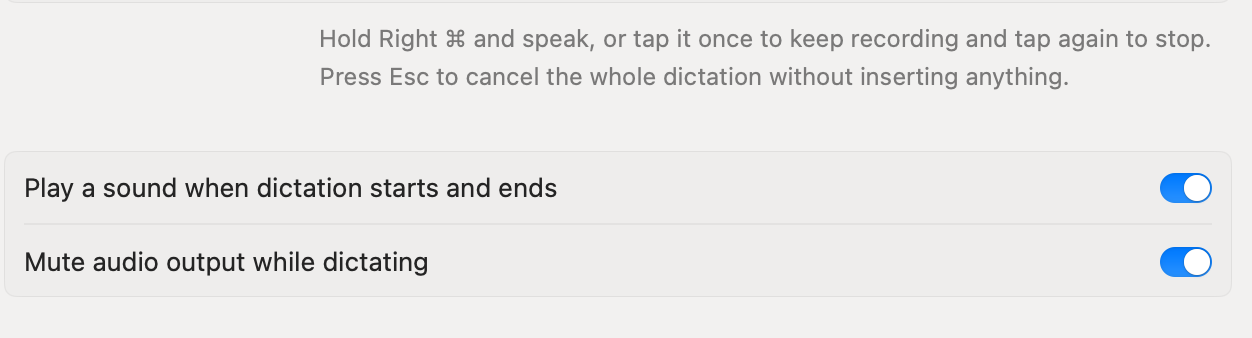 Hold Right ⌘ and speak, or tap it once to keep recording and tap again to stop.
Press Esc to cancel the whole dictation without inserting anything.
Play a sound when dictation starts and ends
Mute audio output while dictating